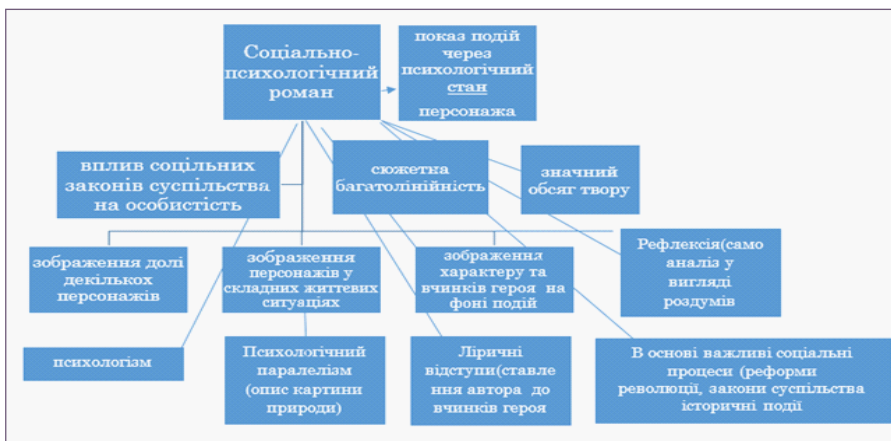 Соціально-
психологічний
роман
показ подій
через
психологічний
стан
персонажа
вплив соцільних
законів суспільства
на особистість
сюжетна
багатолінійність
значний
обсяг твору
зображення долі
декількох
персонажів
зображення
персонажів у
складних життєвих
ситуаціях
зображення
характеру та
вчинків героя на
фоні подій
Рефлексія(само
аналіз у
вигляді
роздумів
психологізм
Психологічний
паралелізм
(опис картини
природи)
Ліричні
відступи(ставле
ння автора до
вчинків героя
В основі важливі соціальні
процеси (реформи
революції, закони суспільства
історичні події